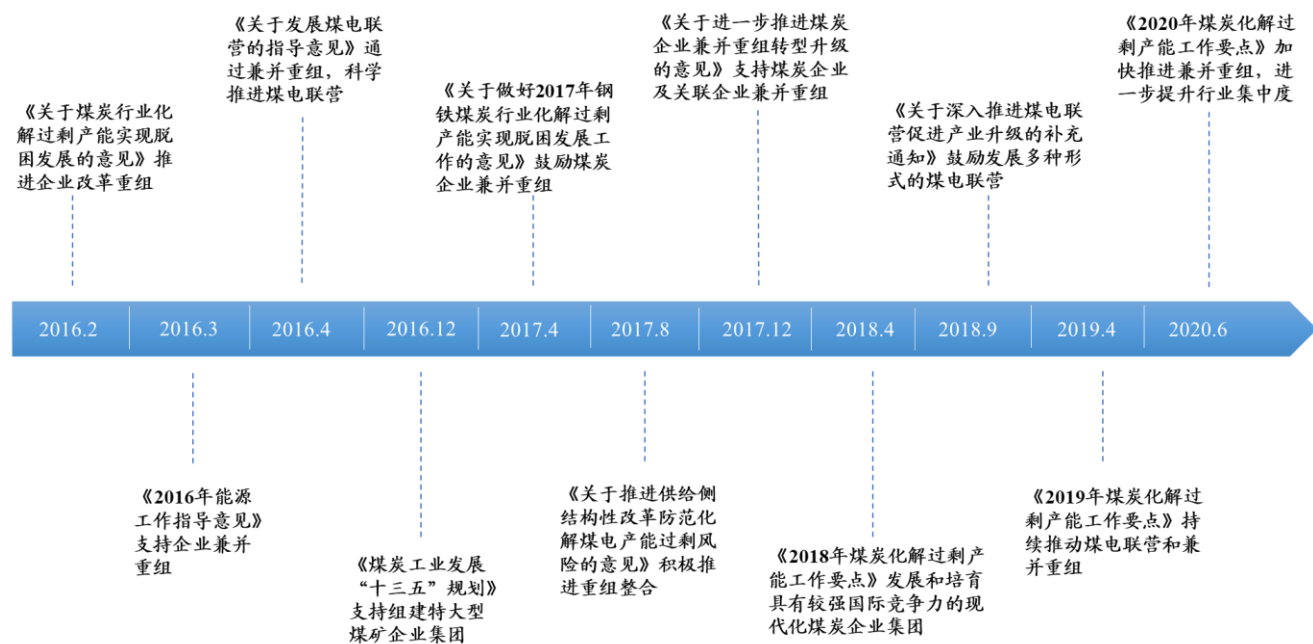 《关于煤炭行业化
解过剩产能实现脱
困发展的意见》推
进企业改革重组
《关于发展煤电联
营的指导意见》通
过兼并重组，科学
推进煤电联营
《关于做好2017年钢
铁煤炭行业化解过剩
产能实现脱困发展工
作的意见》鼓励煤炭
企业兼并重组
《关于进一步推进煤炭
企业兼并重组转型升级
的意见》支持煤炭企业
及关联企业兼并重组
《关于深入推进煤电联
营促进产业升级的补充
通知》鼓励发展多种形
式的煤电联营
《2020年煤炭化解过
剩产能工作要点》加
快推进兼并重组，进
一步提升行业集中度
2016.2
2016.3
2016.4
2016.12
2017.4
2017.8
2017.12
2018.4
2018.9
2019.4
2020.6
《2016年能源
工作指导意见》
支持企业兼并
重组
《煤炭工业发展
“十三五”规划》
支持组建特大型
煤矿企业集团
《关于推进供给侧
结构性改革防范化
解煤电产能过剩风
险的意见》积极推
进重组整合
《2018年煤炭化解过剩产
能工作要点》发展和培育
具有较强国际竞争力的现
代化煤炭企业集团
《2019年煤炭化解过
剩产能工作要点》持
续推动煤电联营和兼
并重组